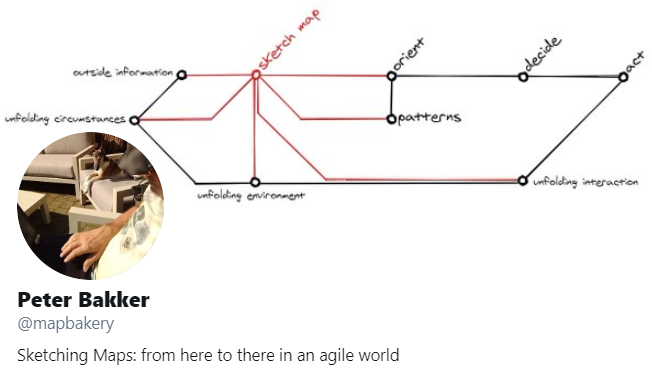 sketch map
orient
decide
act
outside information
unfolding circumstances
patterns
unfolding environment
unfolding interaction
Peter Bakker
@mapbakery
Sketching Maps: from here to there in an agile world